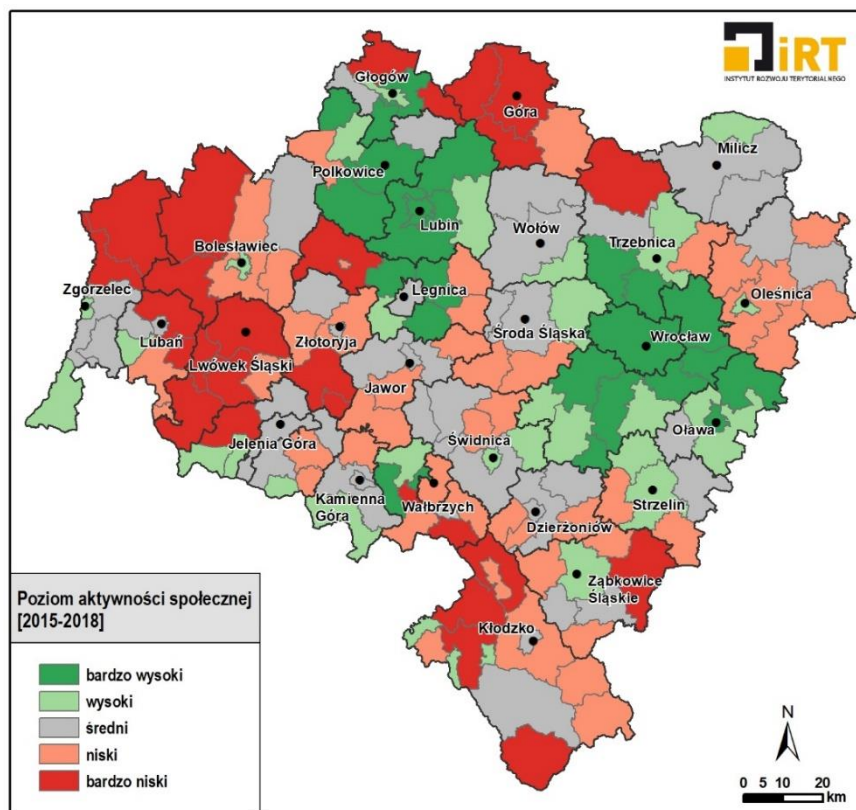 iRT
INSTYTUT ROZWOJU TERYTORIALNEGO
Głogów
Góra
Milicz
Polkowice
Lubin
Wołów
Trzebnica
Bolesławiec
Zgorzelec
Legnica
Oleśnica
Lubań
Środa Śląska
Złotoryja
Wrocław
Lwówek Śląski
Jawor
Jelenia Góra
Świdnica
Oława
Kamienna
Góra
Wałbrzych
Dzierżoniów
Strzelin
Ząbkowice
Śląskie
Kłodzko
Poziom aktywności społecznej
[2015-2018]
bardzo wysoki
wysoki
średni
niski
bardzo niski
N
0 5 10 20
km